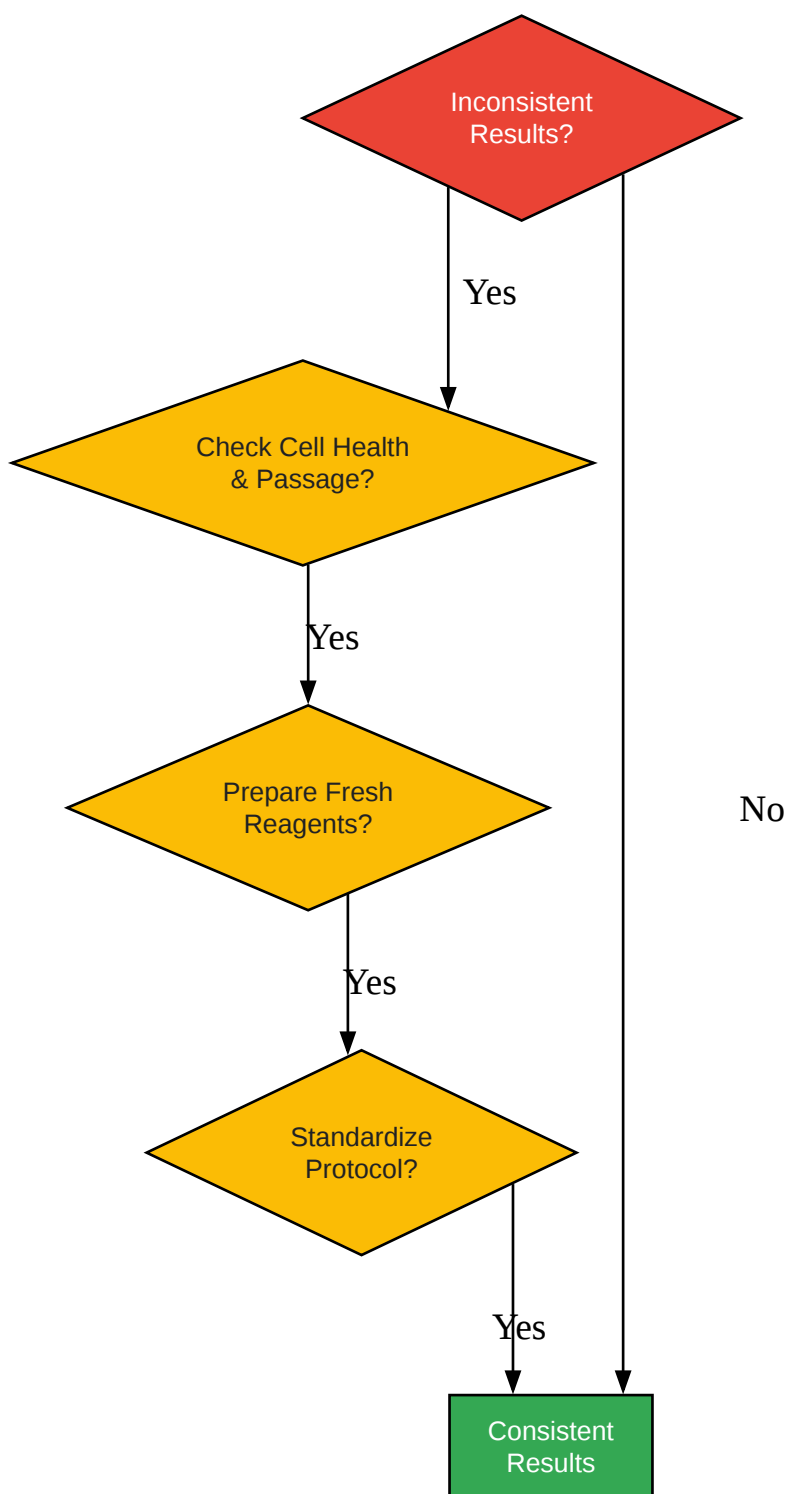 Inconsistent
Results?
Yes
Check Cell Health
& Passage?
Yes
Prepare Fresh
Reagents?
No
Yes
Standardize
Protocol?
Yes
Consistent
Results